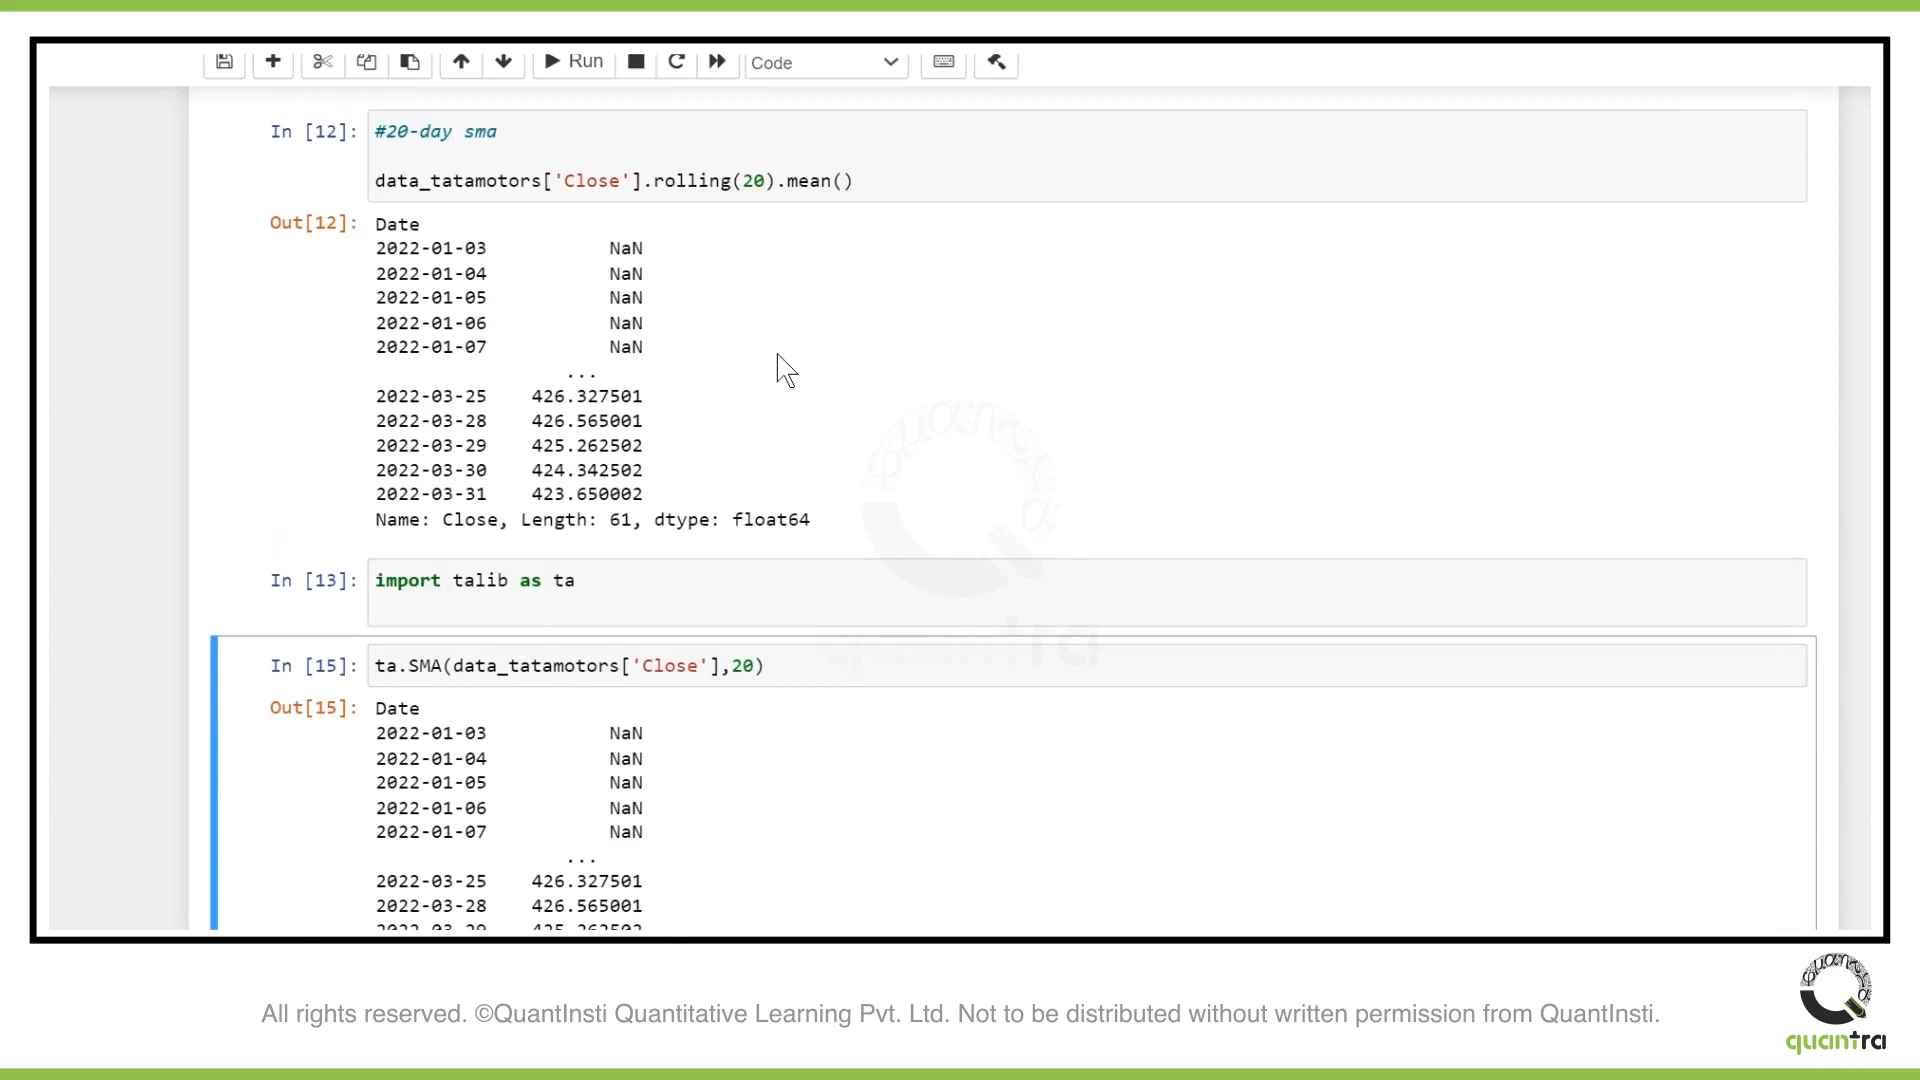 Run
Code
In [12]: #20-day sma
data_tatamotors['Close'].rolling(20).mean()
Out[12]: Date
2022-01-03 NaN
2022-01-04 NaN
2022-01-05 NaN
2022-01-06 NaN
2022-01-07 NaN
...
2022-03-25 426.327501
2022-03-28 426.565001
2022-03-29 425.262502
2022-03-30 424.342502
2022-03-31 423.650002
Name: Close, Length: 61, dtype: float64
In [13]: import talib as ta
In [15]: ta.SMA(data_tatamotors['Close'],20)
Out[15]: Date
2022-01-03 NaN
2022-01-04 NaN
2022-01-05 NaN
2022-01-06 NaN
2022-01-07 NaN
...
2022-03-25 426.327501
2022-03-28 426.565001
2022-03-29 425.262502
All rights reserved. ©QuantInsti Quantitative Learning Pvt. Ltd. Not to be distributed without written permission from QuantInsti.
quantra